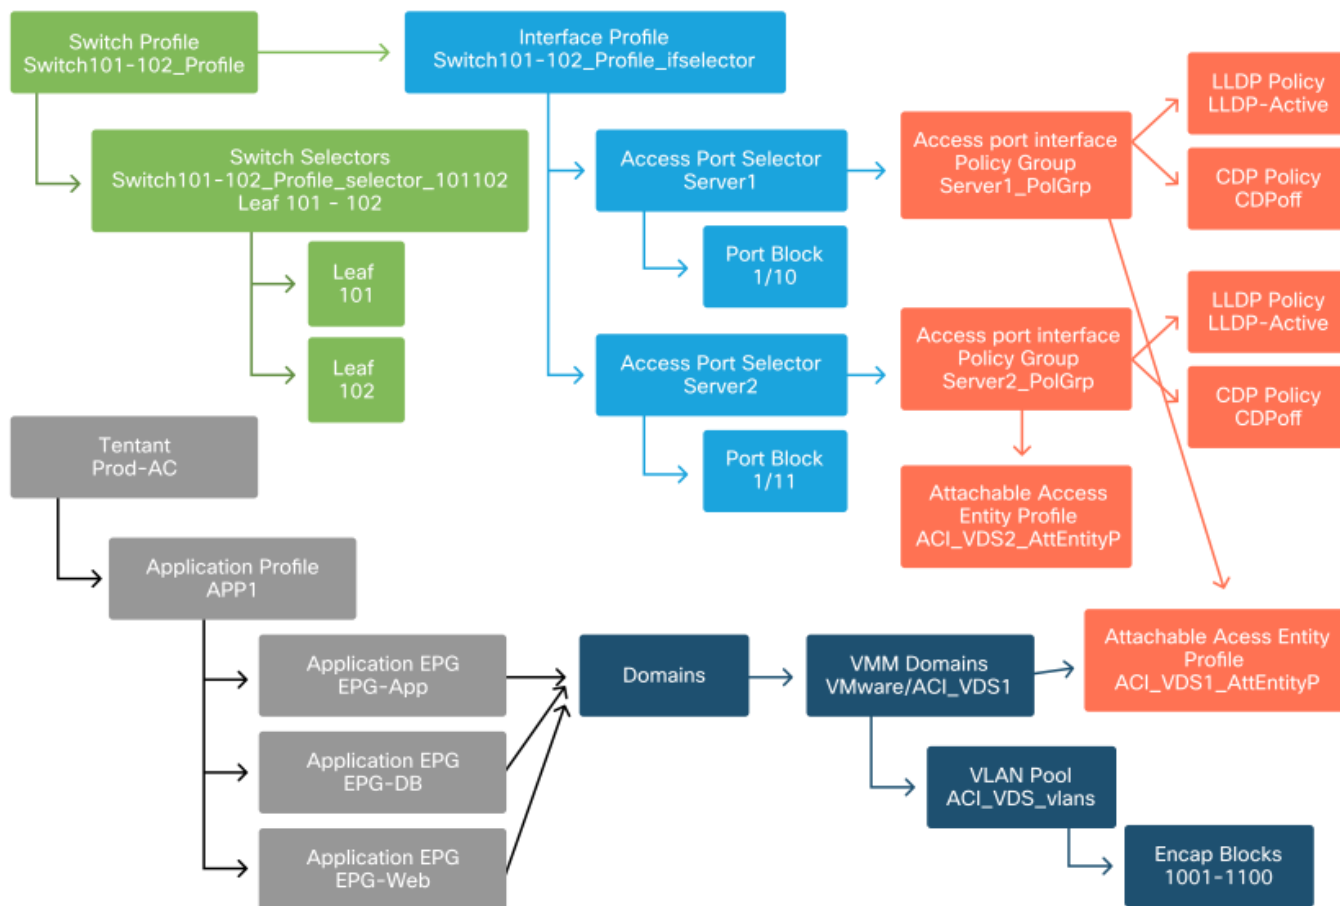 Switch Profile
Switch101-102_Profile
Interface Profile
Switch101-102_Profile_ifselector
LLDP Policy
LLDP-Active
Switch Selectors
Switch101-102_Profile_selector_101102
Leaf 101 - 102
Access Port Selector
Server1
Access port interface
Policy Group
Server1_PolGrp
CDP Policy
CDPoff
Leaf
101
Port Block
1/10
LLDP Policy
LLDP-Active
Leaf
102
Access Port Selector
Server2
Access port interface
Policy Group
Server2_PolGrp
CDP Policy
CDPoff
Tentant
Prod-AC
Port Block
1/11
Attachable Access
Entity Profile
ACI_VDS2_AttEntityP
Application Profile
APP1
Application EPG
EPG-App
Domains
VMM Domains
VMware/ACI_VDS1
Attachable Acess Entity
Profile
ACI_VDS1_AttEntityP
Application EPG
EPG-DB
VLAN Pool
ACI_VDS_vlans
Application EPG
EPG-Web
Encap Blocks
1001-1100